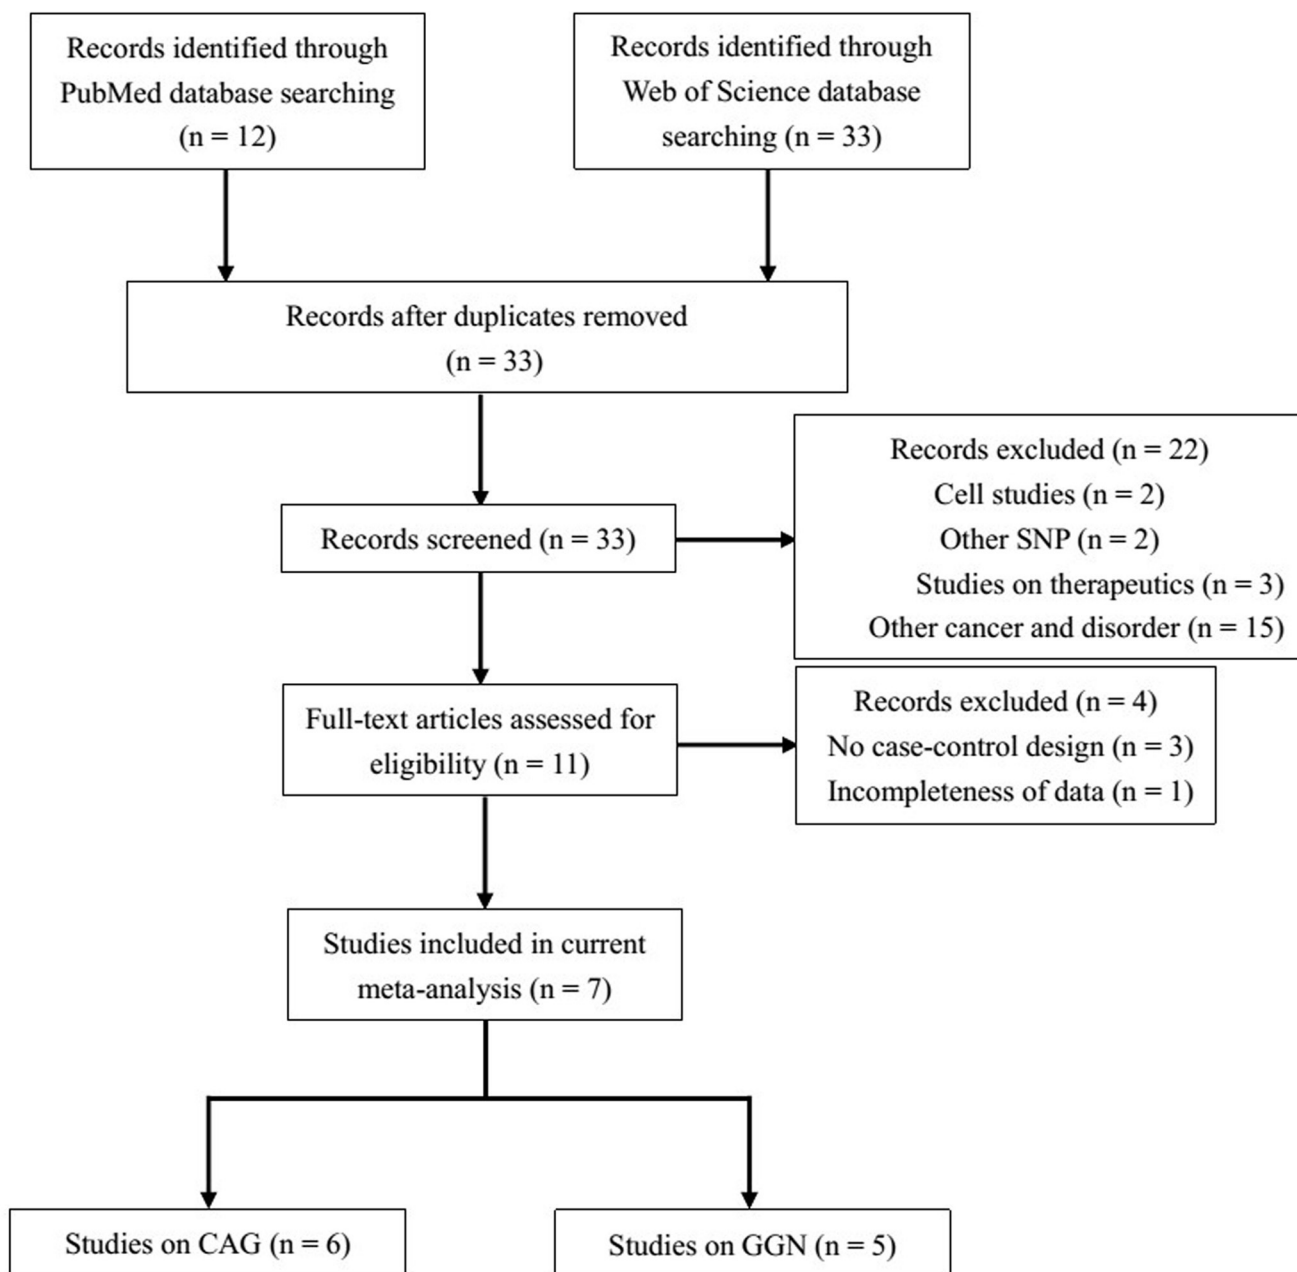 Records identified through
PubMed database searching
(n = 12)
Records identified through
Web of Science database
searching (n = 33)
Records after duplicates removed
(n = 33)
Records screened (n = 33)
Records excluded (n = 22)
Cell studies (n = 2)
Other SNP (n = 2)
Studies on therapeutics (n = 3)
Other cancer and disorder (n = 15)
Full-text articles assessed for
eligibility (n = 11)
Records excluded (n = 4)
No case-control design (n = 3)
Incompleteness of data (n = 1)
Studies included in current
meta-analysis (n = 7)
Studies on CAG (n = 6)
Studies on GGN (n = 5)